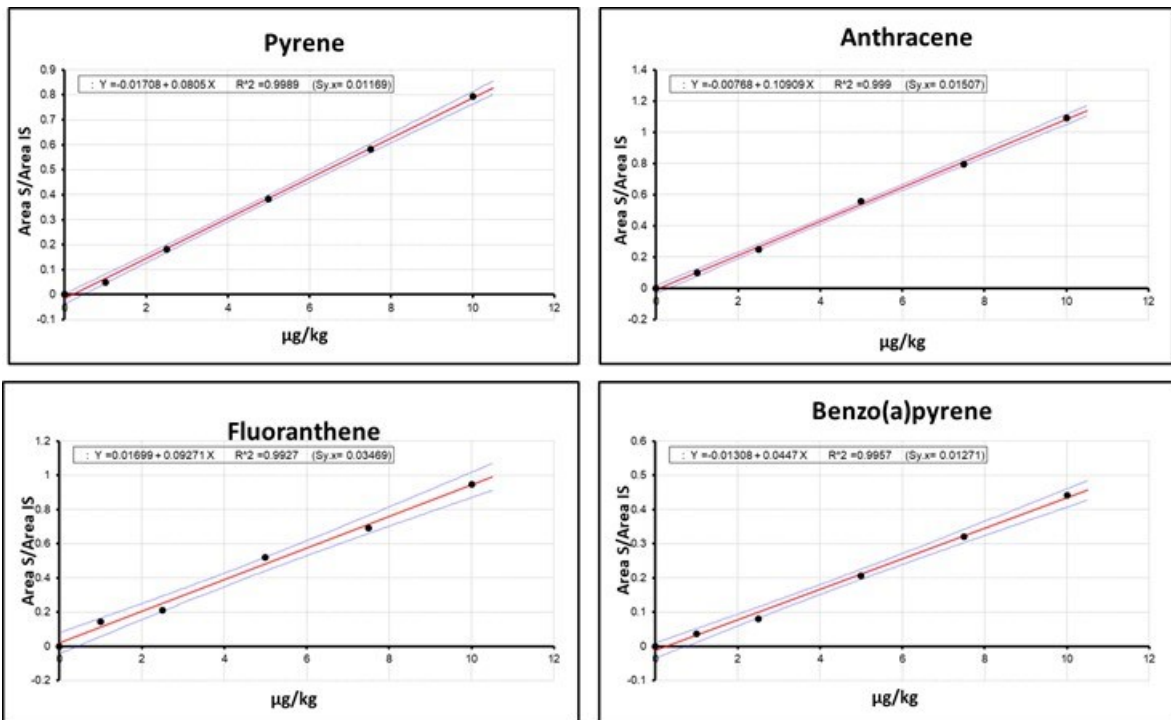 Pyrene
: Y =-0.01708 + 0.0805 X R^2 =0.9989 (Sy.x= 0.01169)
0.9
0.8
0.7
0.6
0.5
0.4
0.3
0.2
0.1
0
-0.1
Area S/Area IS
0 2 4 6 8 10 12
µg/kg
Anthracene
: Y =-0.00768 + 0.10909 X R^2 =0.999 (Sy.x= 0.01507)
1.4
1.2
1
0.8
0.6
0.4
0.2
0
-0.2
Area S/Area IS
0 2 4 6 8 10 12
µg/kg
Fluoranthene
: Y =0.01699 + 0.09271 X R^2 =0.9927 (Sy.x= 0.03469)
1.2
1
0.8
0.6
0.4
0.2
0
-0.2
Area S/Area IS
0 2 4 6 8 10 12
µg/kg
Benzo(a)pyrene
: Y =-0.01308 + 0.0447 X R^2 =0.9957 (Sy.x= 0.01271)
0.6
0.5
0.4
0.3
0.2
0.1
0
-0.1
Area S/Area IS
0 2 4 6 8 10 12
µg/kg